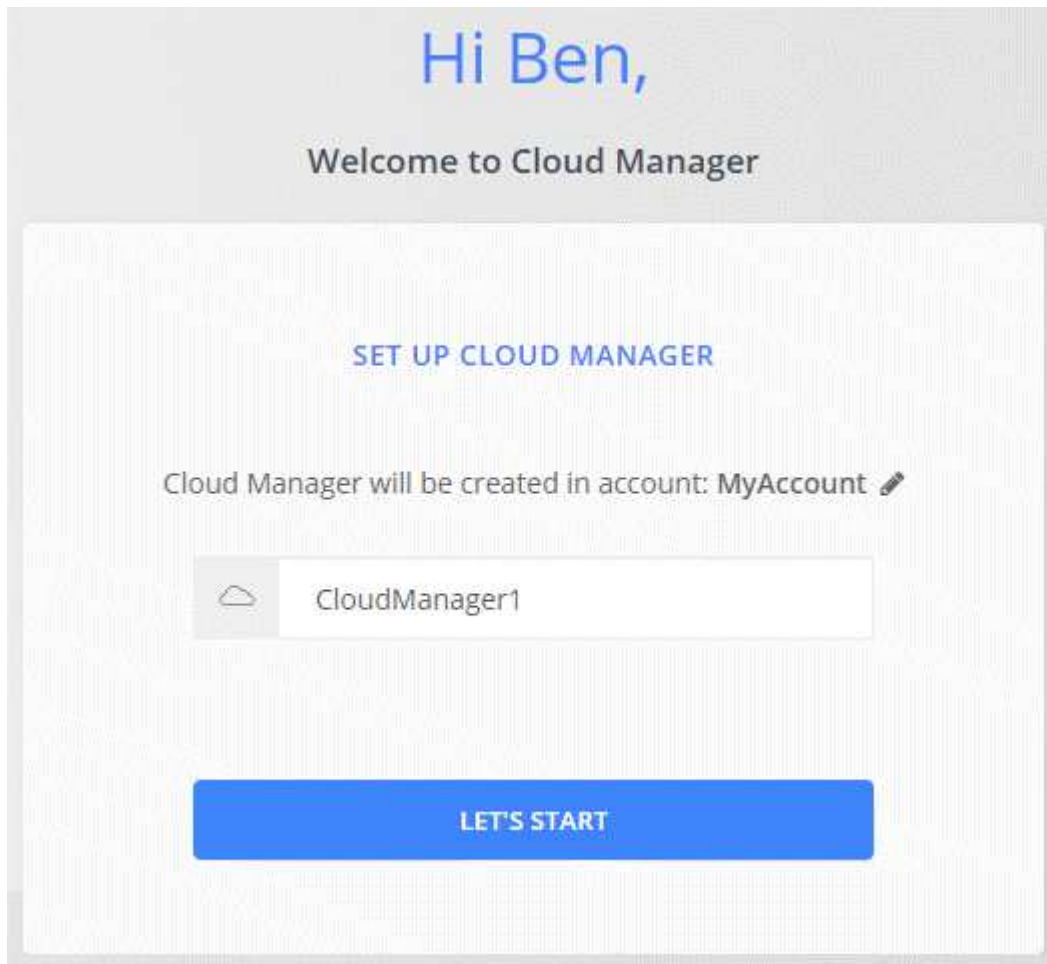 Hi Ben,
Welcome to Cloud Manager
SET UP CLOUD MANAGER
Cloud Manager will be created in account: MyAccount
CloudManager1
LET'S START